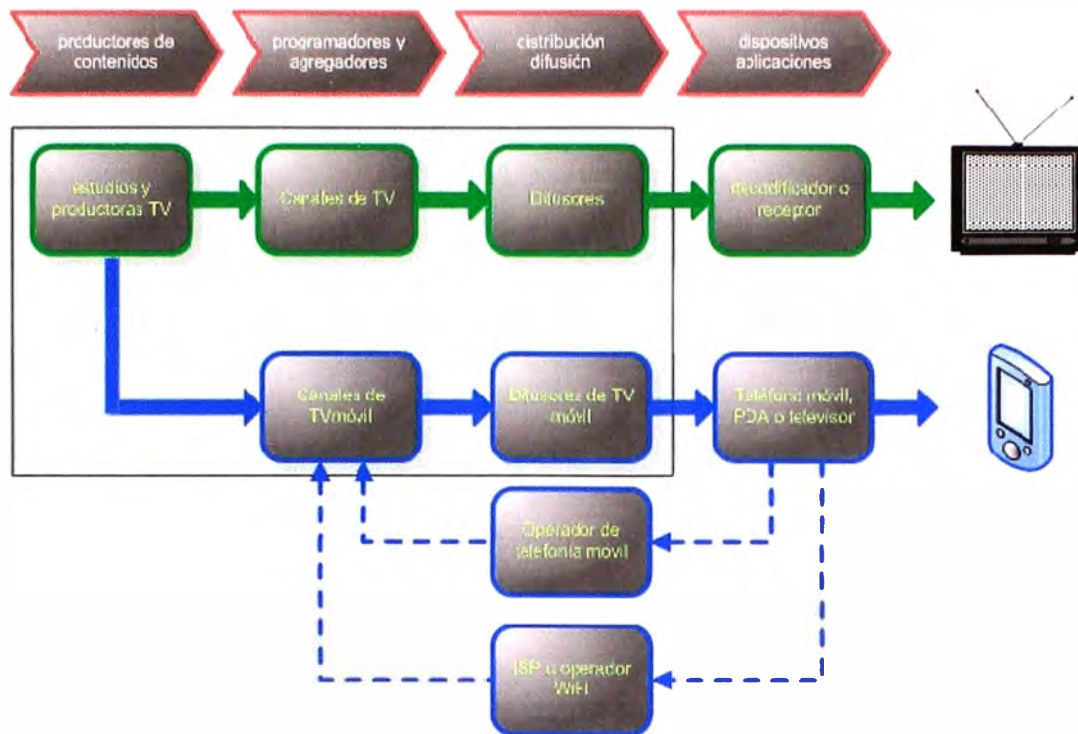 productores de
contenidos
programadores y
agregadores
distribución
difusión
dispositivos
aplicaciones
estudios y
productoras TV
Canales de TV
Difusores
decodificador o
receptor
Canales de
TVmóvil
Difusores de TV
móvil
Teléfono móvil,
PDA o televisor
Operador de
telefonía móvil
ISP u operador
WiFi